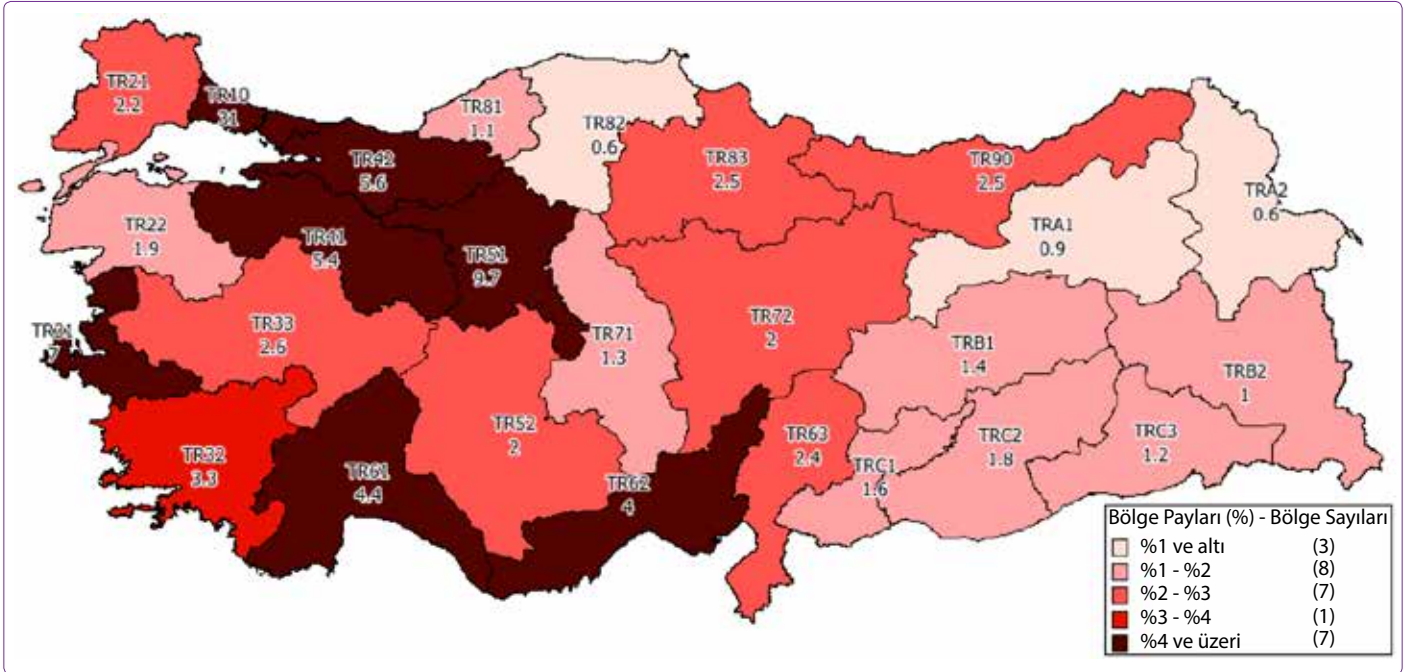 TR21
2.2
TR10
31
TR81
1.1
TR82
0.6
TR42
5.6
TR83
2.5
TR90
2.5
TRA2
0.6
TR22
1.9
TR41
5.4
TR51
9.7
TRA1
0.9
TR31
7
TR33
2.6
TR71
1.3
TR72
2
TRB1
1.4
TRB2
1
TR32
3.3
TR61
4.4
TR52
2
TR62
4
TR63
2.4
TRC1
1.6
TRC2
1.8
TRC3
1.2
Bölge Payları (%) - Bölge Sayıları
%1 ve altı (3)
%1 - %2 (8)
%2 - %3 (7)
%3 - %4 (1)
%4 ve üzeri (7)